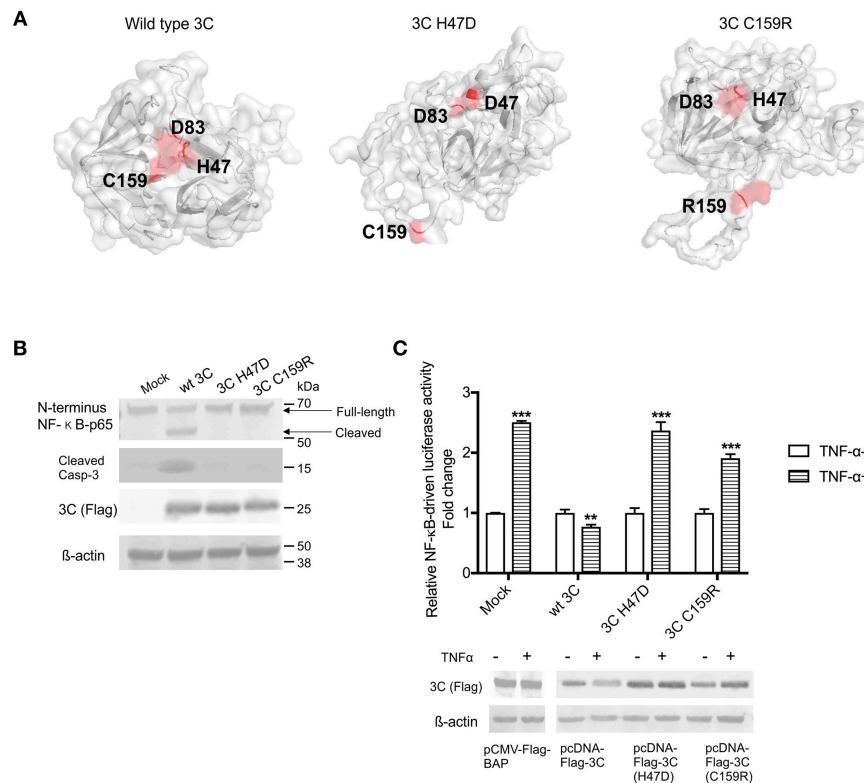 A
Wild type 3C
3C H47D
3C C159R
D83
H47
C159
D83
D47
C159
D83
H47
R159
B
Mock
wt 3C
3C H47D
3C C159R
kDa
N-terminus
NF-κB-p65
70
Full-length
Cleaved
50
Cleaved
Casp-3
15
3C (Flag)
25
ß-actin
50
38
C
Relative NF-κB-driven luciferase activity
Fold change
3
2
1
0
***
**
***
***
TNF-α-
TNF-α-
Mock
wt 3C
3C H47D
3C C159R
TNFα - + - + - + - +
3C (Flag)
ß-actin
pCMV-Flag-
BAP
pcDNA-
Flag-3C
pcDNA-
Flag-3C
(H47D)
pcDNA-
Flag-3C
(C159R)